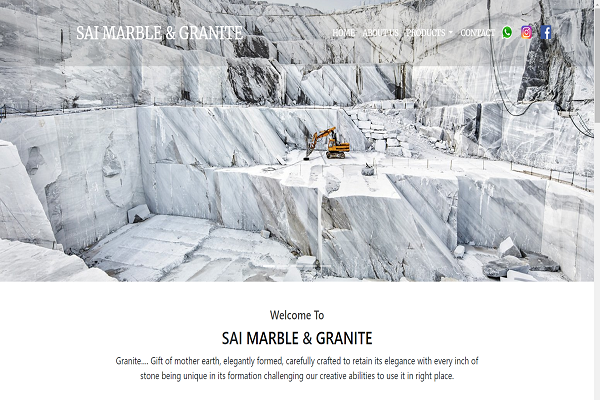 SAI MARBLE & GRANITE
HOME ABOUT US PRODUCTS CONTACT
Welcome To
SAI MARBLE & GRANITE
Granite.... Gift of mother earth, elegantly formed, carefully crafted to retain its elegance with every inch of
stone being unique in its formation challenging our creative abilities to use it in right place.